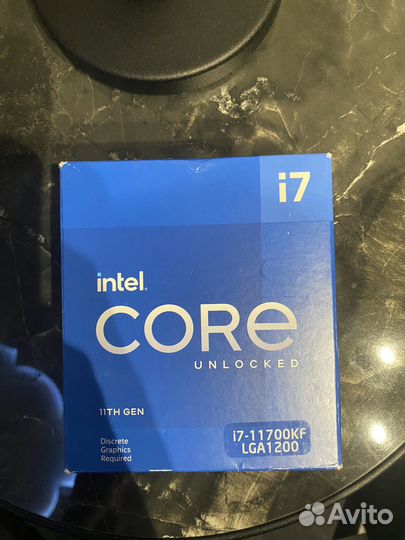 i7
intel.
CORE
UNLOCKED
11TH GEN
Discrete
Graphics
Required
i7-11700KF
LGA1200
Avito